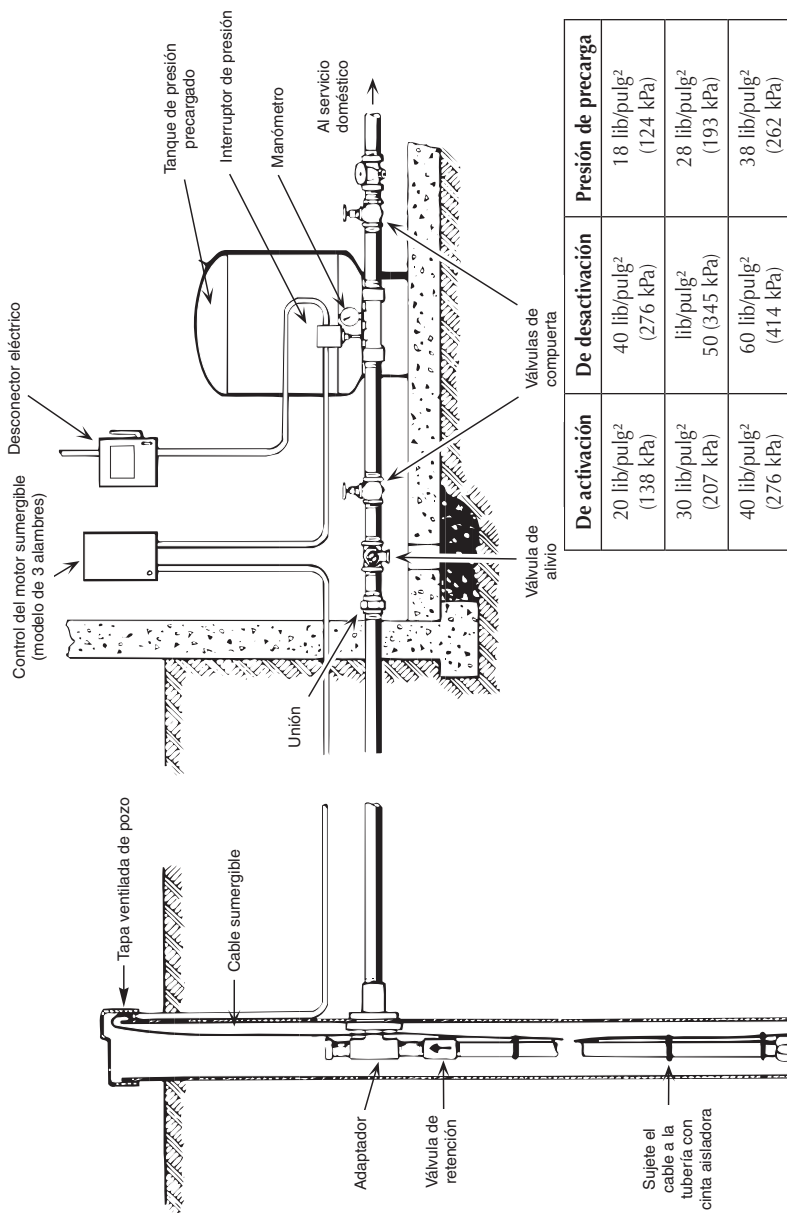 Control del motor sumergible
(modelo de 3 alambres)
Desconector eléctrico
Tanque de presión
precargado
Interruptor de presión
Manómetro
Al servicio
doméstico
Tapa ventilada de pozo
Cable sumergible
Unión
Válvula de
alivio
Válvulas de
compuerta
Adaptador
Válvula de
retención
Sujete el
cable a la
tubería con
cinta aisladora
De activación
De desactivación
Presión de precarga
20 lib/pulg²
(138 kPa)
40 lib/pulg²
(276 kPa)
18 lib/pulg²
(124 kPa)
30 lib/pulg²
(207 kPa)
lib/pulg²
50 (345 kPa)
28 lib/pulg²
(193 kPa)
40 lib/pulg²
(276 kPa)
60 lib/pulg²
(414 kPa)
38 lib/pulg²
(262 kPa)